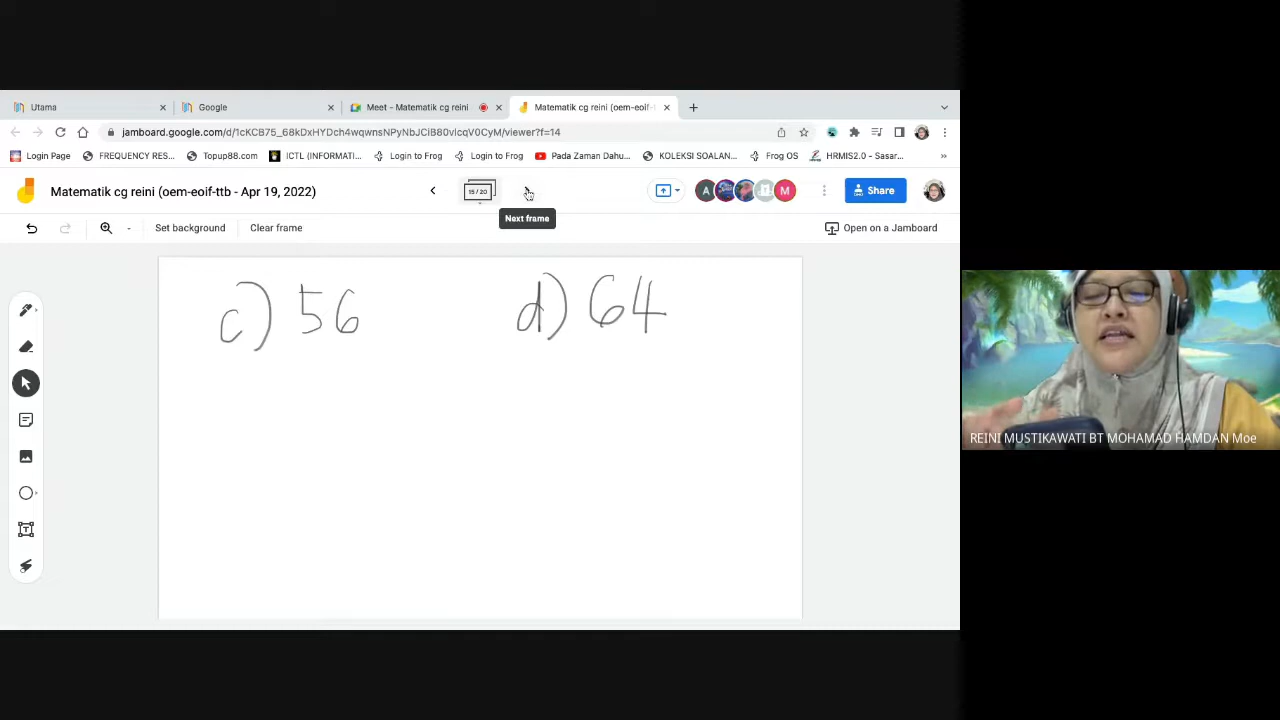 Utama
Google
Meet - Matematik cg reini
Matematik cg reini (oem-eoif-t
jamboard.google.com/d/1cKCB75_68kDxHYDch4wqwnsNPyNbJCiB80vIcqV0CyM/viewer?f=14
Login Page
FREQUENCY RES...
Topup88.com
ICTL (INFORMATI...
Login to Frog
Login to Frog
Pada Zaman Dahu...
KOLEKSI SOALAN...
Frog OS
HRMIS2.0 - Sasar...
Matematik cg reini (oem-eoif-ttb - Apr 19, 2022)
15 / 20
A
M
Share
Next frame
Set background
Clear frame
Open on a Jamboard
c) 56
d) 64
REINI MUSTIKAWATI BT MOHAMAD HAMDAN Moe